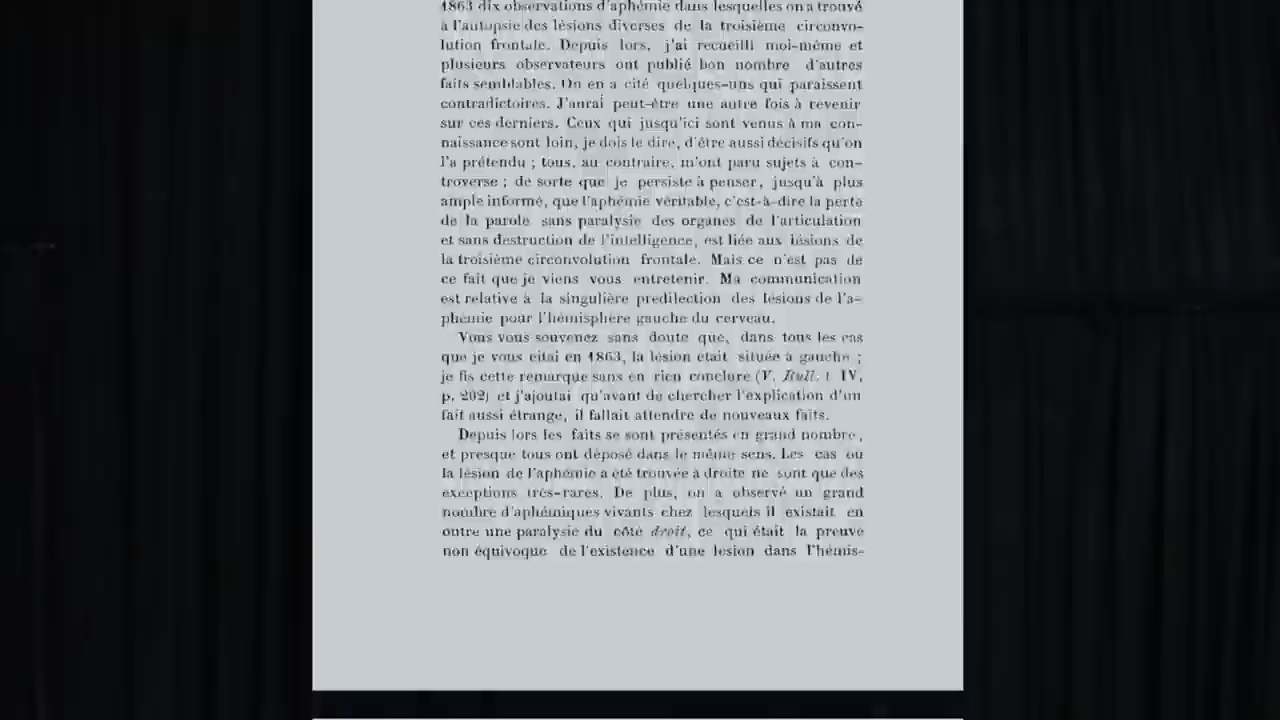 1863 dix observations d'aphémie dans lesquelles on a trouvé
à l'autopsie des lésions diverses de la troisième circonvo-
lution frontale. Depuis lors, j'ai recueilli moi-même et
plusieurs observateurs ont publié bon nombre d'autres
faits semblables. On en a cité quelques-uns qui paraissent
contradictoires. J'aurai peut-être une autre fois à revenir
sur ces derniers. Ceux qui jusqu'ici sont venus à ma con-
naissance sont loin, je dois le dire, d'être aussi décisifs qu'on
l'a prétendu ; tous, au contraire, m'ont paru sujets à con-
troverse ; de sorte que je persiste à penser, jusqu'à plus
ample informé, que l'aphémie véritable, c'est-à-dire la perte
de la parole sans paralysie des organes de l'articulation
et sans destruction de l'intelligence, est liée aux lésions de
la troisième circonvolution frontale. Mais ce n'est pas de
ce fait que je viens vous entretenir. Ma communication
est relative à la singulière prédilection des lésions de l'a-
phémie pour l'hémisphère gauche du cerveau.
Vous vous souvenez sans doute que, dans tous les cas
que je vous citai en 1863, la lésion était située à gauche ;
je fis cette remarque sans en rien conclure (V. Bull. t. IV,
p. 202) et j'ajoutai qu'avant de chercher l'explication d'un
fait aussi étrange, il fallait attendre de nouveaux faits.
Depuis lors les faits se sont présentés en grand nombre,
et presque tous ont déposé dans le même sens. Les cas où
la lésion de l'aphémie a été trouvée à droite ne sont que des
exceptions très-rares. De plus, on a observé un grand
nombre d'aphémiques vivants chez lesquels il existait en
outre une paralysie du côté droit, ce qui était la preuve
non équivoque de l'existence d'une lésion dans l'hémis-